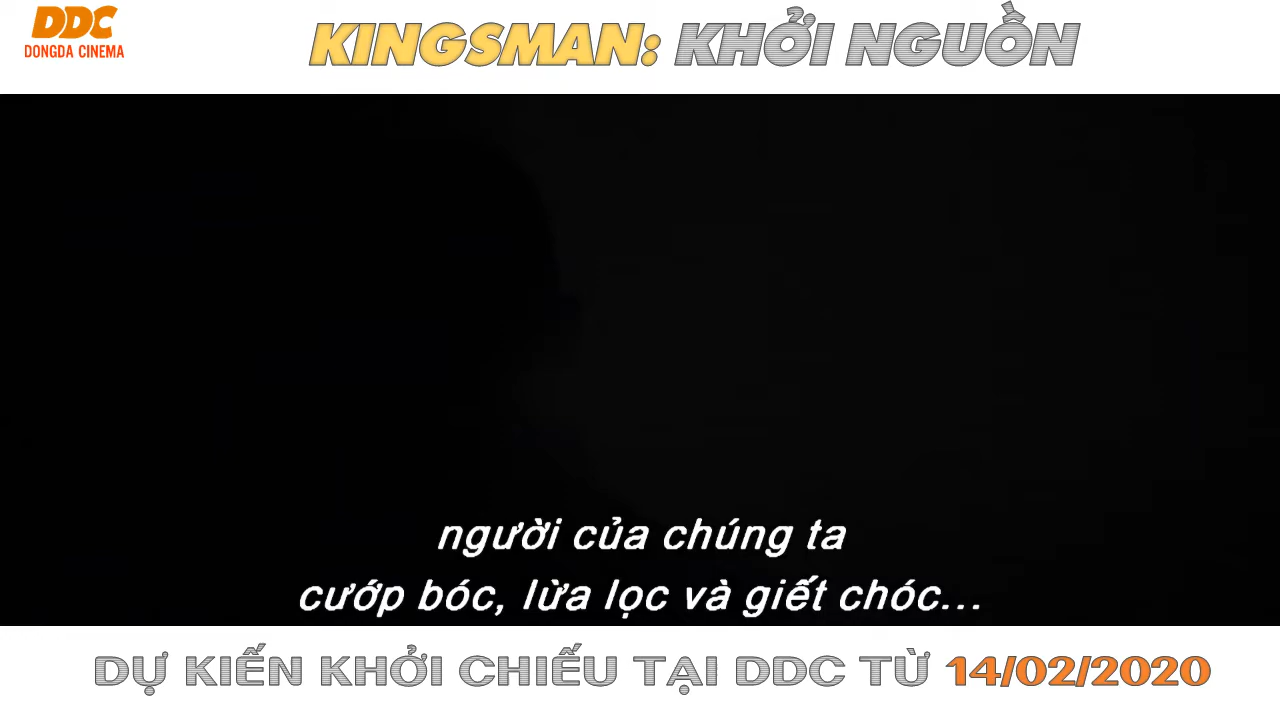 DDC
DONGDA CINEMA
KINGSMAN: KHỞI NGUỒN
người của chúng ta
cướp bóc, lừa lọc và giết chóc...
DỰ KIẾN KHỞI CHIẾU TẠI DDC TỪ 14/02/2020